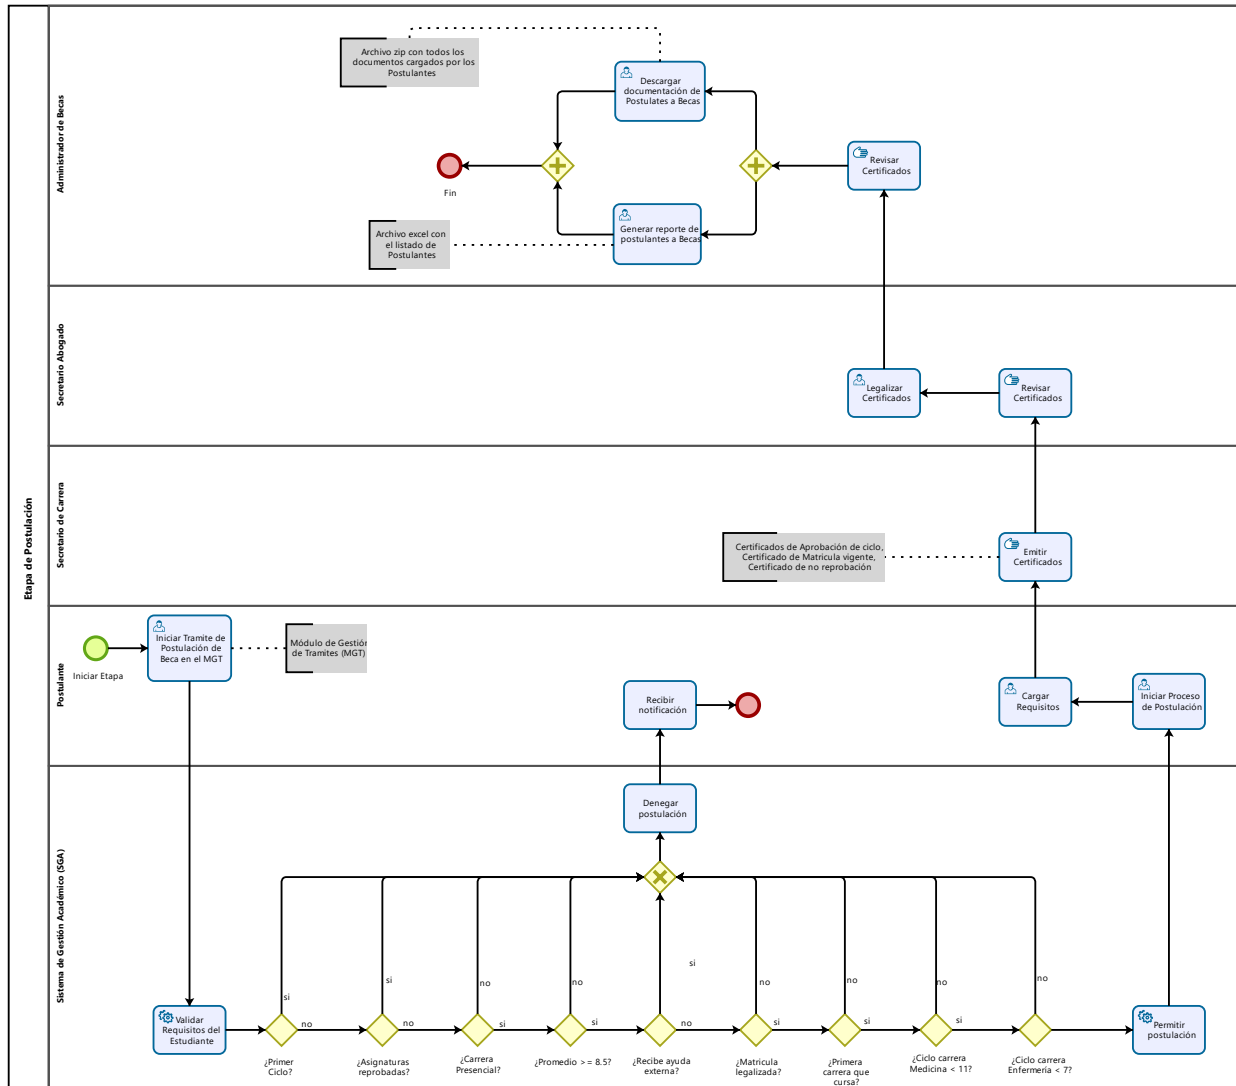 Etapa de Postulación
Administrador de Becas
Archivo zip con todos los
documentos cargados por los
Postulantes
Descargar
documentación de
Postulates a Becas
Revisar
Certificados
Fin
Generar reporte de
postulantes a Becas
Archivo excel con
el listado de
Postulantes
Secretario Abogado
Legalizar
Certificados
Revisar
Certificados
Secretario de Carrera
Certificados de Aprobación de ciclo,
Certificado de Matricula vigente,
Certificado de no reprobación
Emitir
Certificados
Postulante
Iniciar Etapa
Iniciar Tramite de
Postulación de
Beca en el MGT
Módulo de Gestión
de Tramites (MGT)
Recibir
notificación
Cargar
Requisitos
Iniciar Proceso
de Postulación
Sistema de Gestión Académico (SGA)
Denegar
postulación
si
si
no
no
si
no
no
no
no
Validar
Requisitos del
Estudiante
no
no
si
si
no
si
si
si
Permitir
postulación
¿Primer
Ciclo?
¿Asignaturas
reprobadas?
¿Carrera
Presencial?
¿Promedio >= 8.5?
¿Recibe ayuda
externa?
¿Matricula
legalizada?
¿Primera
carrera que
cursa?
¿Ciclo carrera
Medicina < 11?
¿Ciclo carrera
Enfermería < 7?